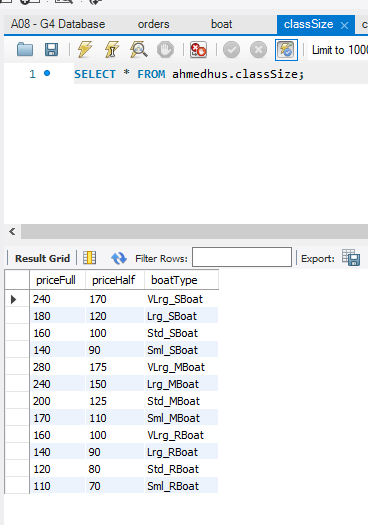 A08 - G4 Database orders boat classSize c
Limit to 1000
1 SELECT * FROM ahmedhus.classSize;
Result Grid Filter Rows: Export:
priceFull priceHalf boatType
240 170 VLrg_SBoat
180 120 Lrg_SBoat
160 100 Std_SBoat
140 90 Sml_SBoat
280 175 VLrg_MBoat
240 150 Lrg_MBoat
200 125 Std_MBoat
170 110 Sml_MBoat
160 100 VLrg_RBoat
140 90 Lrg_RBoat
120 80 Std_RBoat
110 70 Sml_RBoat